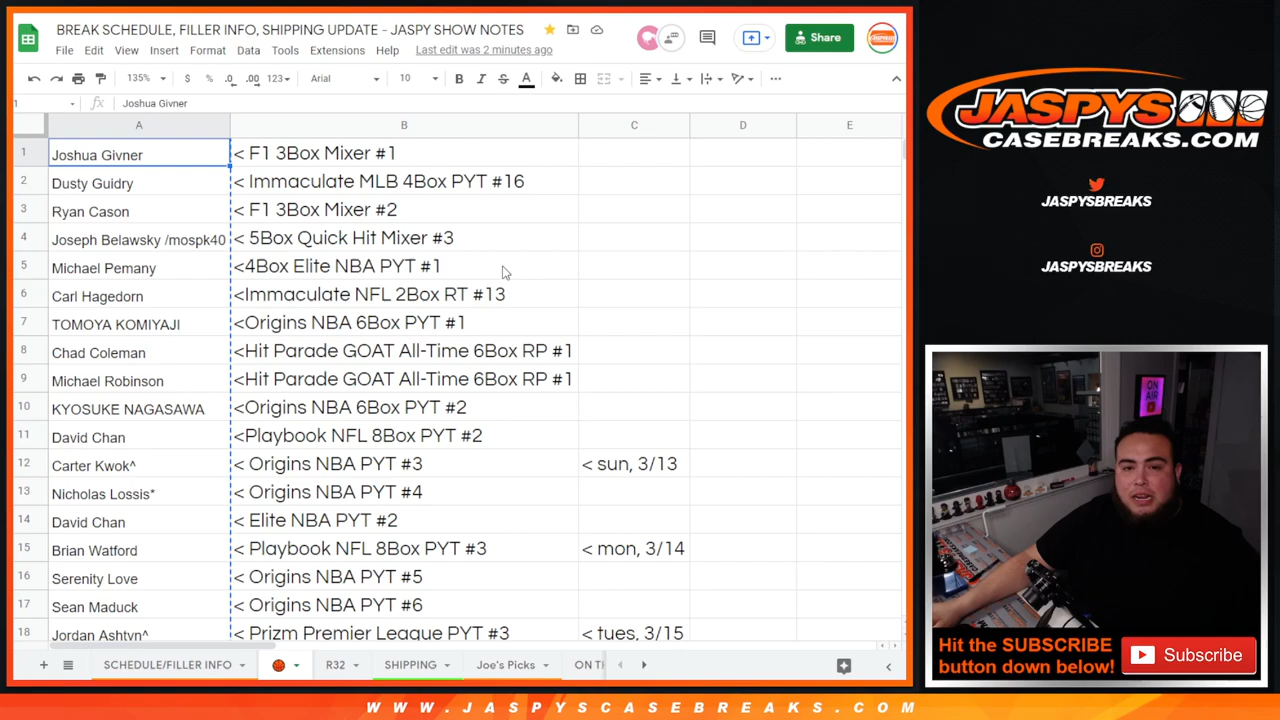 BREAK SCHEDULE, FILLER INFO, SHIPPING UPDATE - JASPY SHOW NOTES
File Edit View Insert Format Data Tools Extensions Help Last edit was 2 minutes ago
Share
135% $ % .0 .00 123 Arial 10 B I S A
1 fx Joshua Givner
A B C D E
1 Joshua Givner < F1 3Box Mixer #1
2 Dusty Guidry < Immaculate MLB 4Box PYT #16
3 Ryan Cason < F1 3Box Mixer #2
4 Joseph Belawsky /mospk40 < 5Box Quick Hit Mixer #3
5 Michael Pemany <4Box Elite NBA PYT #1
6 Carl Hagedorn <Immaculate NFL 2Box RT #13
7 TOMOYA KOMIYAJI <Origins NBA 6Box PYT #1
8 Chad Coleman <Hit Parade GOAT All-Time 6Box RP #1
9 Michael Robinson <Hit Parade GOAT All-Time 6Box RP #1
10 KYOSUKE NAGASAWA <Origins NBA 6Box PYT #2
11 David Chan <Playbook NFL 8Box PYT #2
12 Carter Kwok^ < Origins NBA PYT #3 < sun, 3/13
13 Nicholas Lossis* < Origins NBA PYT #4
14 David Chan < Elite NBA PYT #2
15 Brian Watford < Playbook NFL 8Box PYT #3 < mon, 3/14
16 Serenity Love < Origins NBA PYT #5
17 Sean Maduck < Origins NBA PYT #6
18 Jordan Ashtyn^ < Prizm Premier League PYT #3 < tues, 3/15
SCHEDULE/FILLER INFO R32 SHIPPING Joe's Picks ON T
JASPYS
CASEBREAKS.COM
JASPYSBREAKS
JASPYSBREAKS
ON AIR
Hit the SUBSCRIBE
button down below!
Subscribe
WWW.JASPYSCASEBREAKS.COM